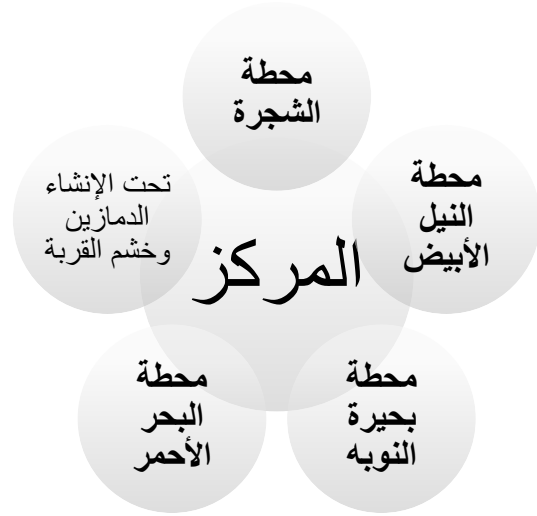 محطة
الشجرة
محطة
النيل
الأبيض
تحت الإنشاء
الدمازين
وخشم القربة
المركز
محطة
بحيرة
النوبه
محطة
البحر
الأحمر